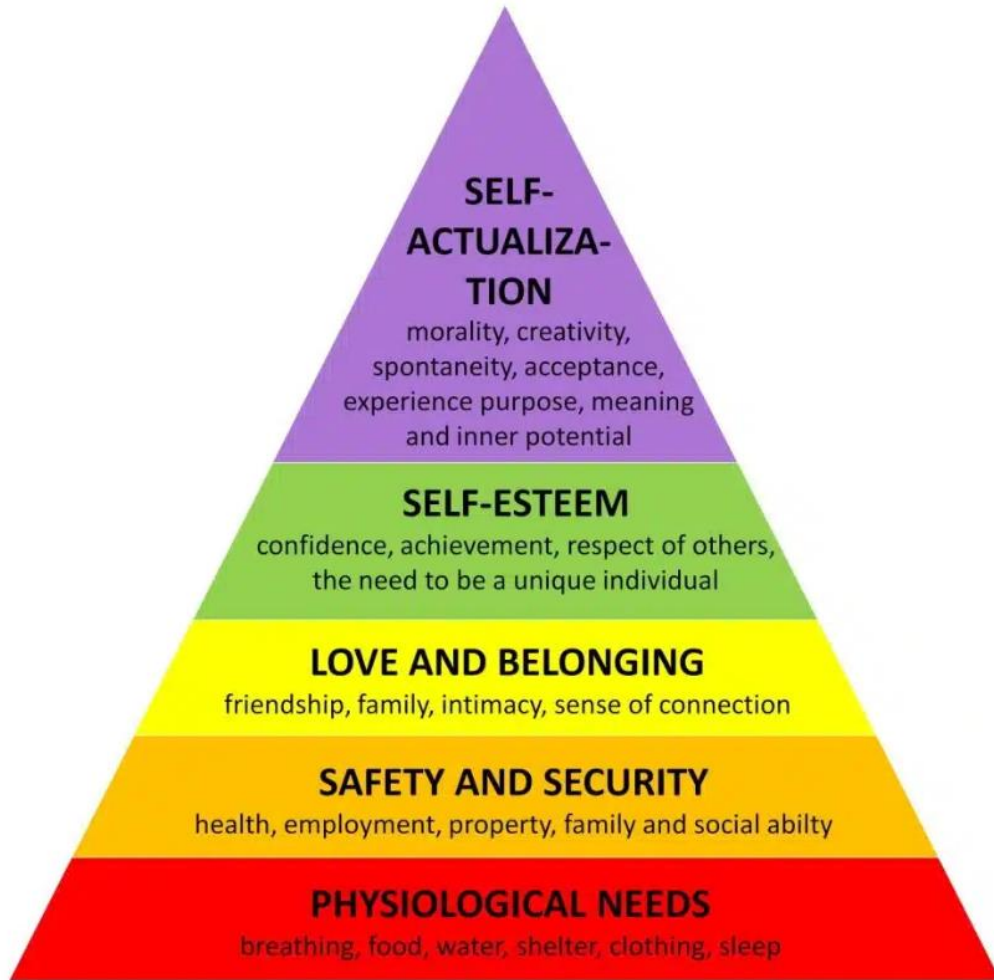 SELF-
ACTUALIZA-
TION
morality, creativity,
spontaneity, acceptance,
experience purpose, meaning
and inner potential
SELF-ESTEEM
confidence, achievement, respect of others,
the need to be a unique individual
LOVE AND BELONGING
friendship, family, intimacy, sense of connection
SAFETY AND SECURITY
health, employment, property, family and social abilty
PHYSIOLOGICAL NEEDS
breathing, food, water, shelter, clothing, sleep